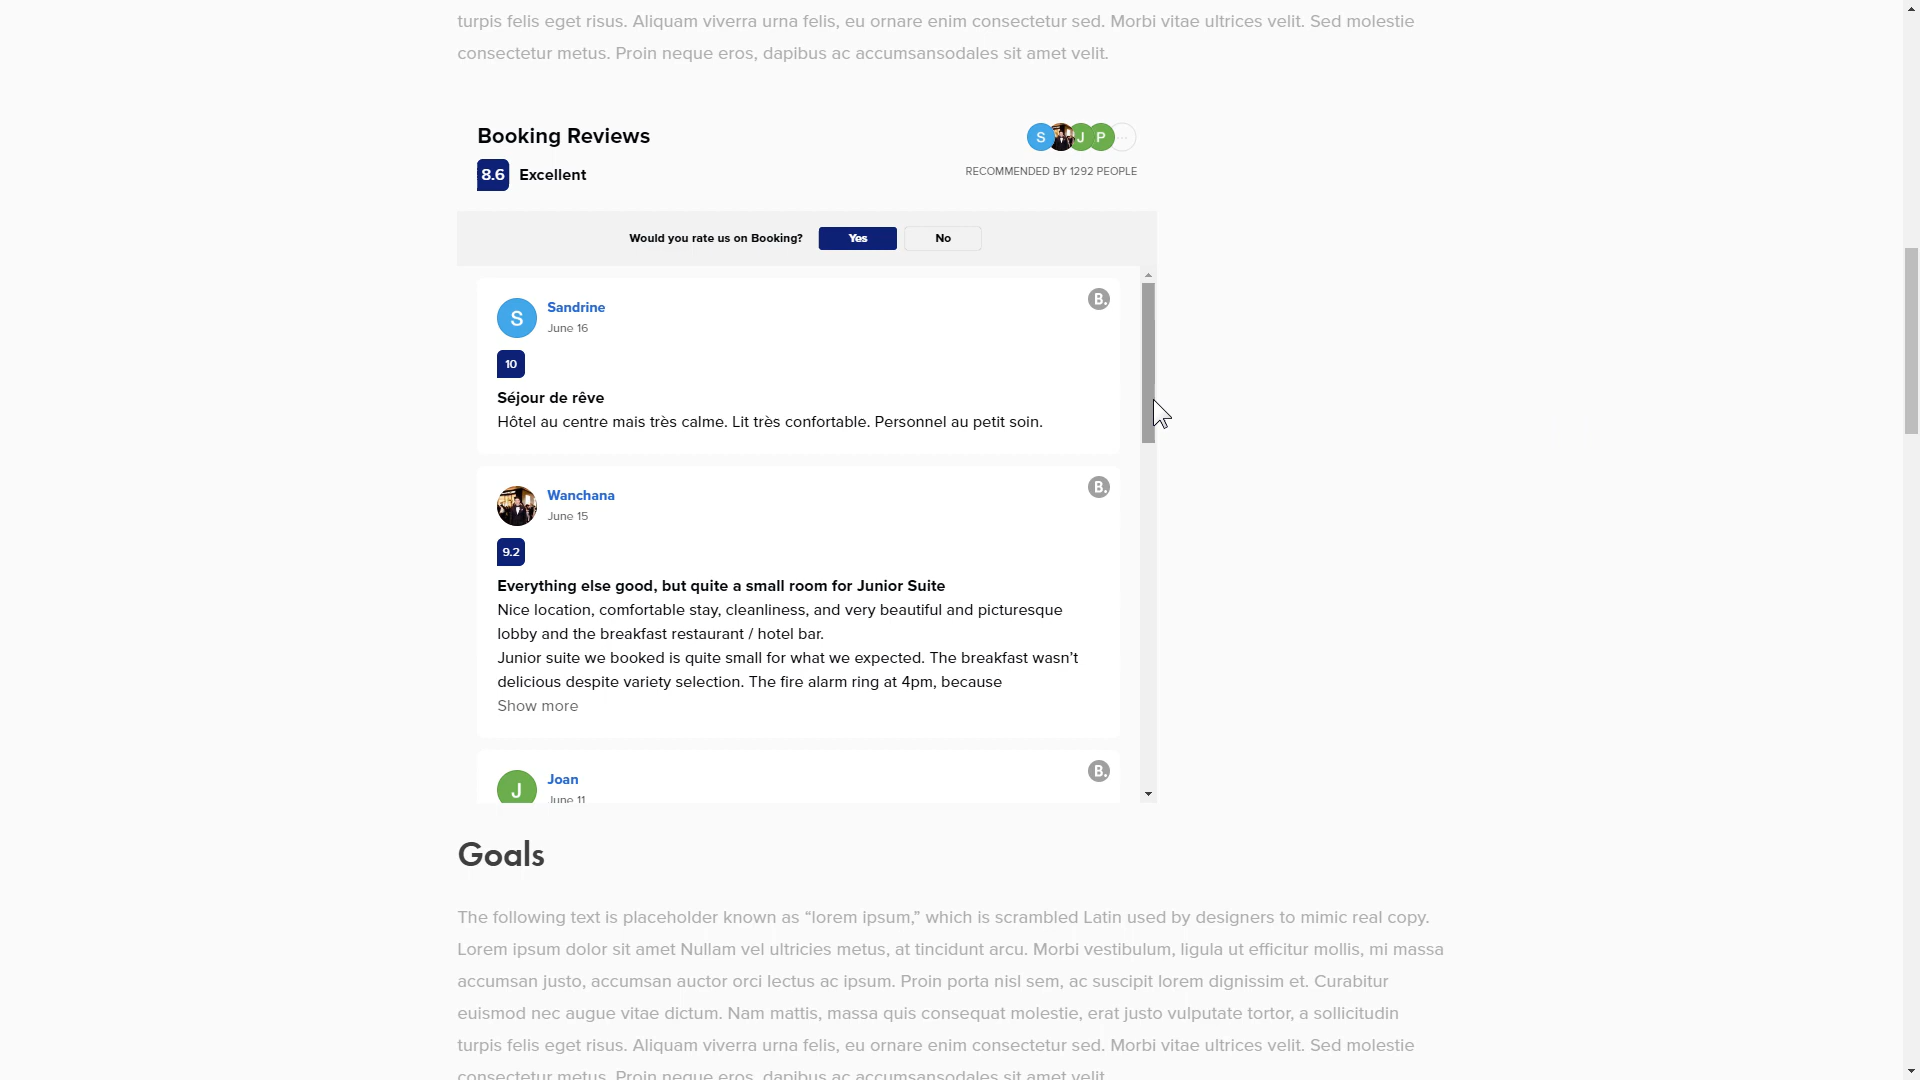 turpis felis eget risus. Aliquam viverra urna felis, eu ornare enim consectetur sed. Morbi vitae ultrices velit. Sed molestie
consectetur metus. Proin neque eros, dapibus ac accumsansodales sit amet velit.
Booking Reviews
S J P ...
8.6 Excellent
RECOMMENDED BY 1292 PEOPLE
Would you rate us on Booking? Yes No
B.
S Sandrine
June 16
10
Séjour de rêve
Hôtel au centre mais très calme. Lit très confortable. Personnel au petit soin.
B.
Wanchana
June 15
9.2
Everything else good, but quite a small room for Junior Suite
Nice location, comfortable stay, cleanliness, and very beautiful and picturesque
lobby and the breakfast restaurant / hotel bar.
Junior suite we booked is quite small for what we expected. The breakfast wasn't
delicious despite variety selection. The fire alarm ring at 4pm, because
Show more
B.
J Joan
June 11
Goals
The following text is placeholder known as “lorem ipsum,” which is scrambled Latin used by designers to mimic real copy.
Lorem ipsum dolor sit amet Nullam vel ultricies metus, at tincidunt arcu. Morbi vestibulum, ligula ut efficitur mollis, mi massa
accumsan justo, accumsan auctor orci lectus ac ipsum. Proin porta nisl sem, ac suscipit lorem dignissim et. Curabitur
euismod nec augue vitae dictum. Nam mattis, massa quis consequat molestie, erat justo vulputate tortor, a sollicitudin
turpis felis eget risus. Aliquam viverra urna felis, eu ornare enim consectetur sed. Morbi vitae ultrices velit. Sed molestie
consectetur metus. Proin neque eros, dapibus ac accumsansodales sit amet velit.